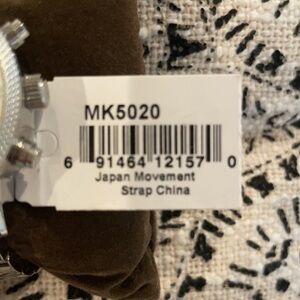 MK5020
6 91464 12157 0
Japan Movement
Strap China